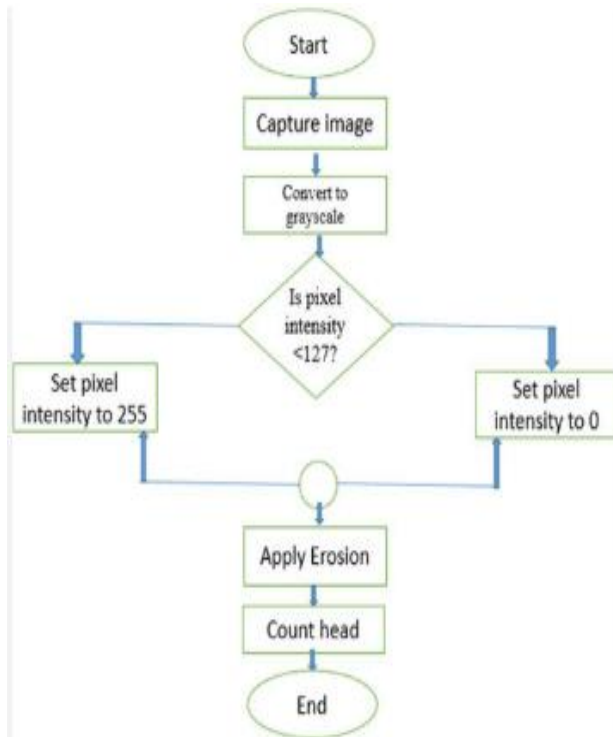 Start
Capture image
Convert to
grayscale
Is pixel
intensity
<127?
Set pixel
intensity to 255
Set pixel
intensity to 0
Apply Erosion
Count head
End